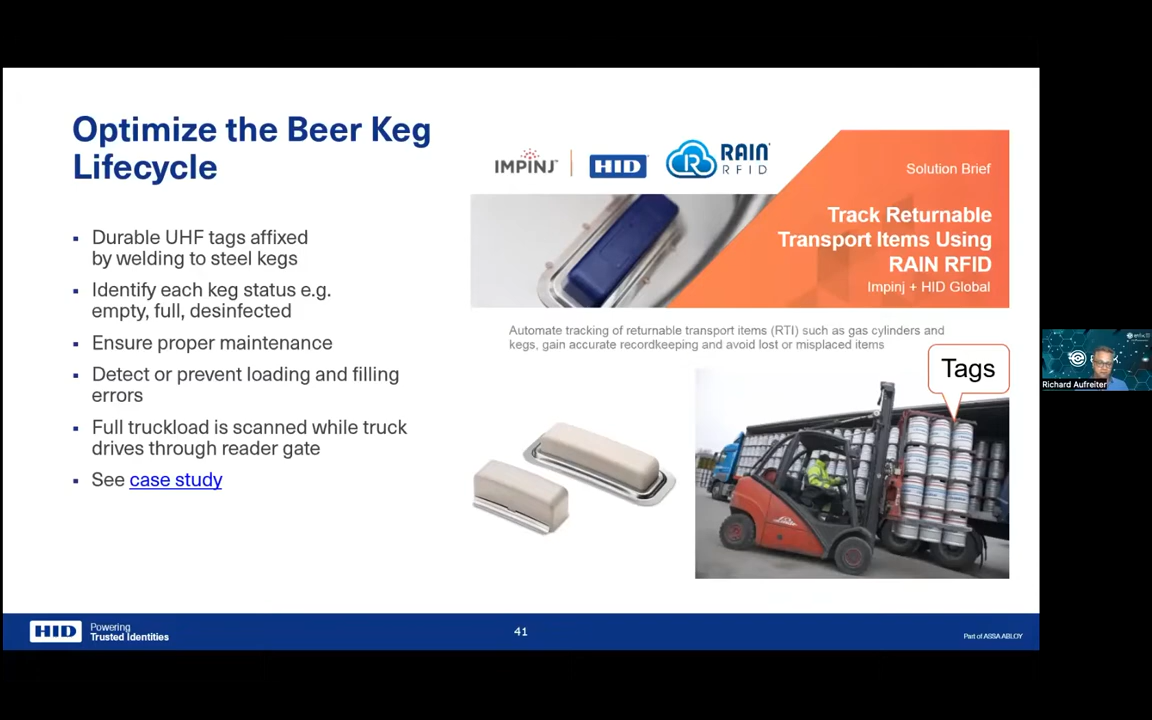 Optimize the Beer Keg
Lifecycle
▪ Durable UHF tags affixed
by welding to steel kegs
▪ Identify each keg status e.g.
empty, full, desinfected
▪ Ensure proper maintenance
▪ Detect or prevent loading and filling
errors
▪ Full truckload is scanned while truck
drives through reader gate
▪ See case study
IMPINJ
HID
RAIN
RFID
Solution Brief
Track Returnable
Transport Items Using
RAIN RFID
Impinj + HID Global
Automate tracking of returnable transport items (RTI) such as gas cylinders and
kegs, gain accurate recordkeeping and avoid lost or misplaced items
Tags
Richard Aufreiter
HID
Powering
Trusted Identities
41
Part of ASSA ABLOY